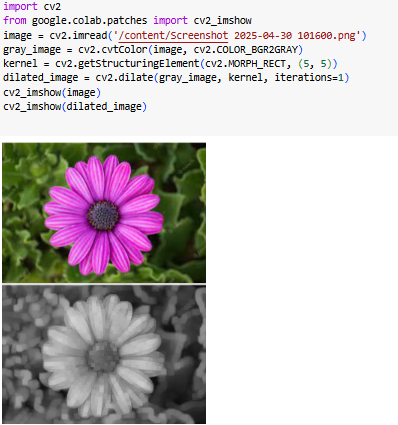 import cv2
from google.colab.patches import cv2_imshow
image = cv2.imread('/content/Screenshot 2025-04-30 101600.png')
gray_image = cv2.cvtColor(image, cv2.COLOR_BGR2GRAY)
kernel = cv2.getStructuringElement(cv2.MORPH_RECT, (5, 5))
dilated_image = cv2.dilate(gray_image, kernel, iterations=1)
cv2_imshow(image)
cv2_imshow(dilated_image)